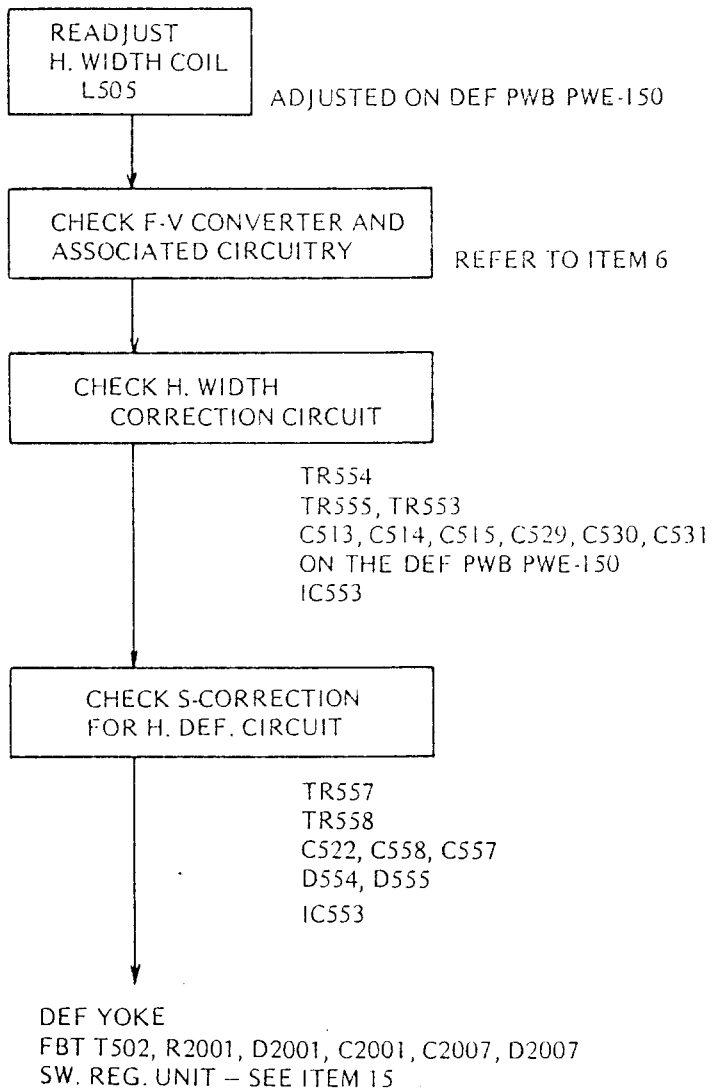 READJUST
H. WIDTH COIL
L505
ADJUSTED ON DEF PWB PWE-150
CHECK F-V CONVERTER AND
ASSOCIATED CIRCUITRY
REFER TO ITEM 6
CHECK H. WIDTH
CORRECTION CIRCUIT
TR554
TR555, TR553
C513, C514, C515, C529, C530, C531
ON THE DEF PWB PWE-150
IC553
CHECK S-CORRECTION
FOR H. DEF. CIRCUIT
TR557
TR558
C522, C558, C557
D554, D555
IC553
DEF YOKE
FBT T502, R2001, D2001, C2001, C2007, D2007
SW. REG. UNIT – SEE ITEM 15